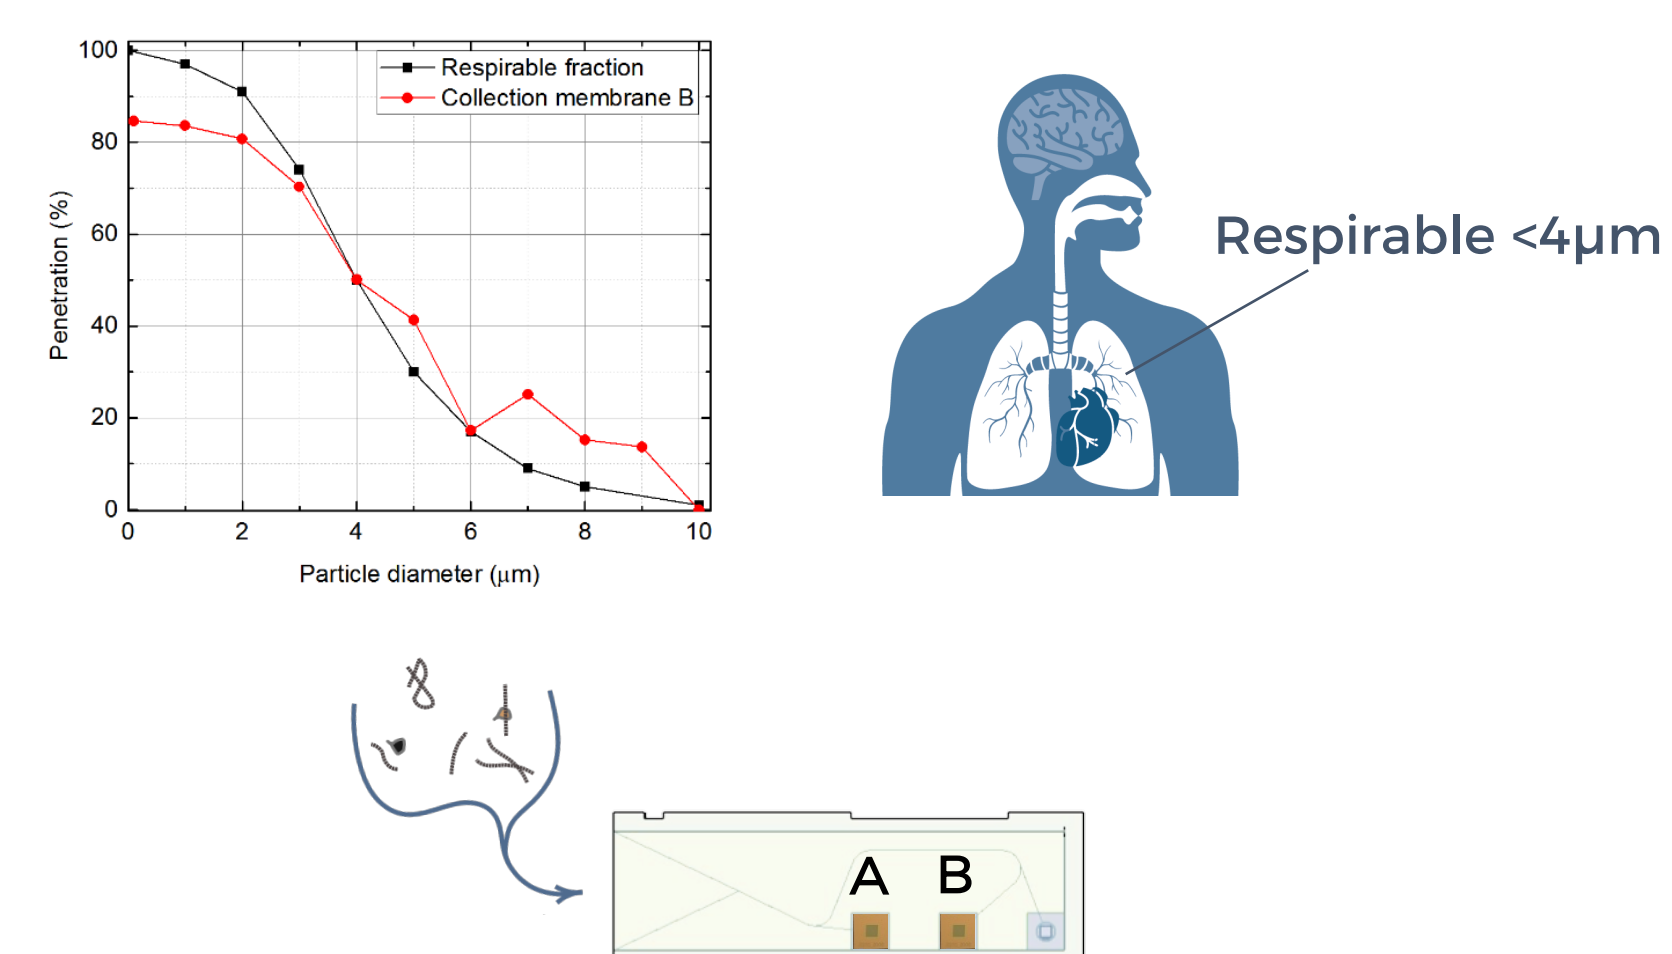 100
80
60
40
20
0
Penetration (%)
Respirable fraction
Collection membrane B
0 2 4 6 8 10
Particle diameter (μm)
Respirable <4μm
A B